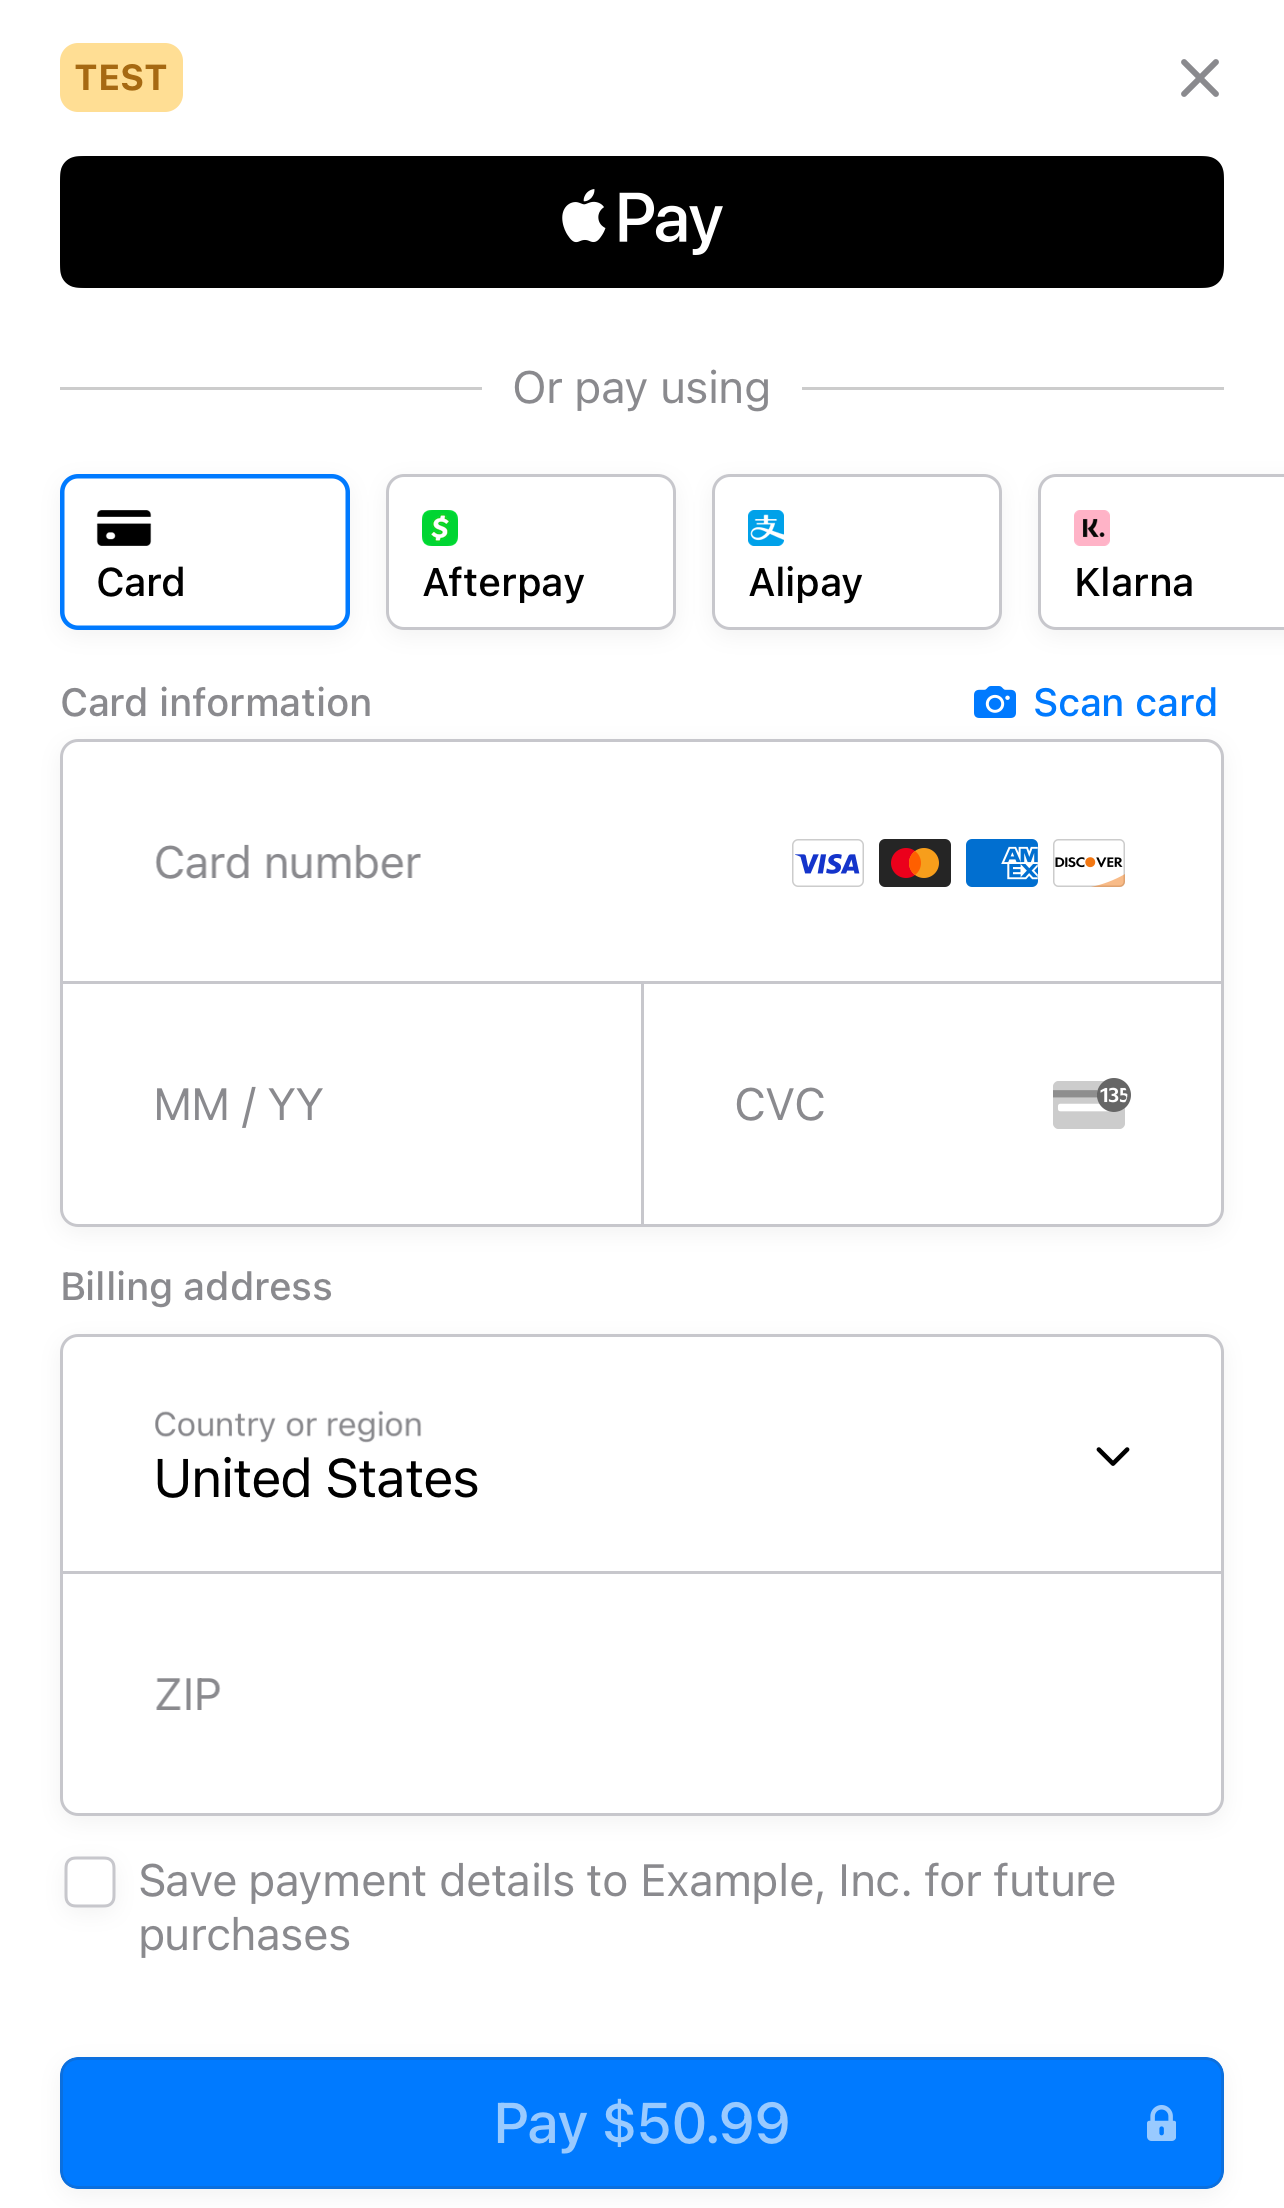 TEST
Pay
Or pay using
Card
Afterpay
Alipay
K.
Klarna
Card information
Scan card
Card number
VISA
AM
EX
DISCOVER
MM / YY
CVC
135
Billing address
Country or region
United States
ZIP
Save payment details to Example, Inc. for future
purchases
Pay $50.99